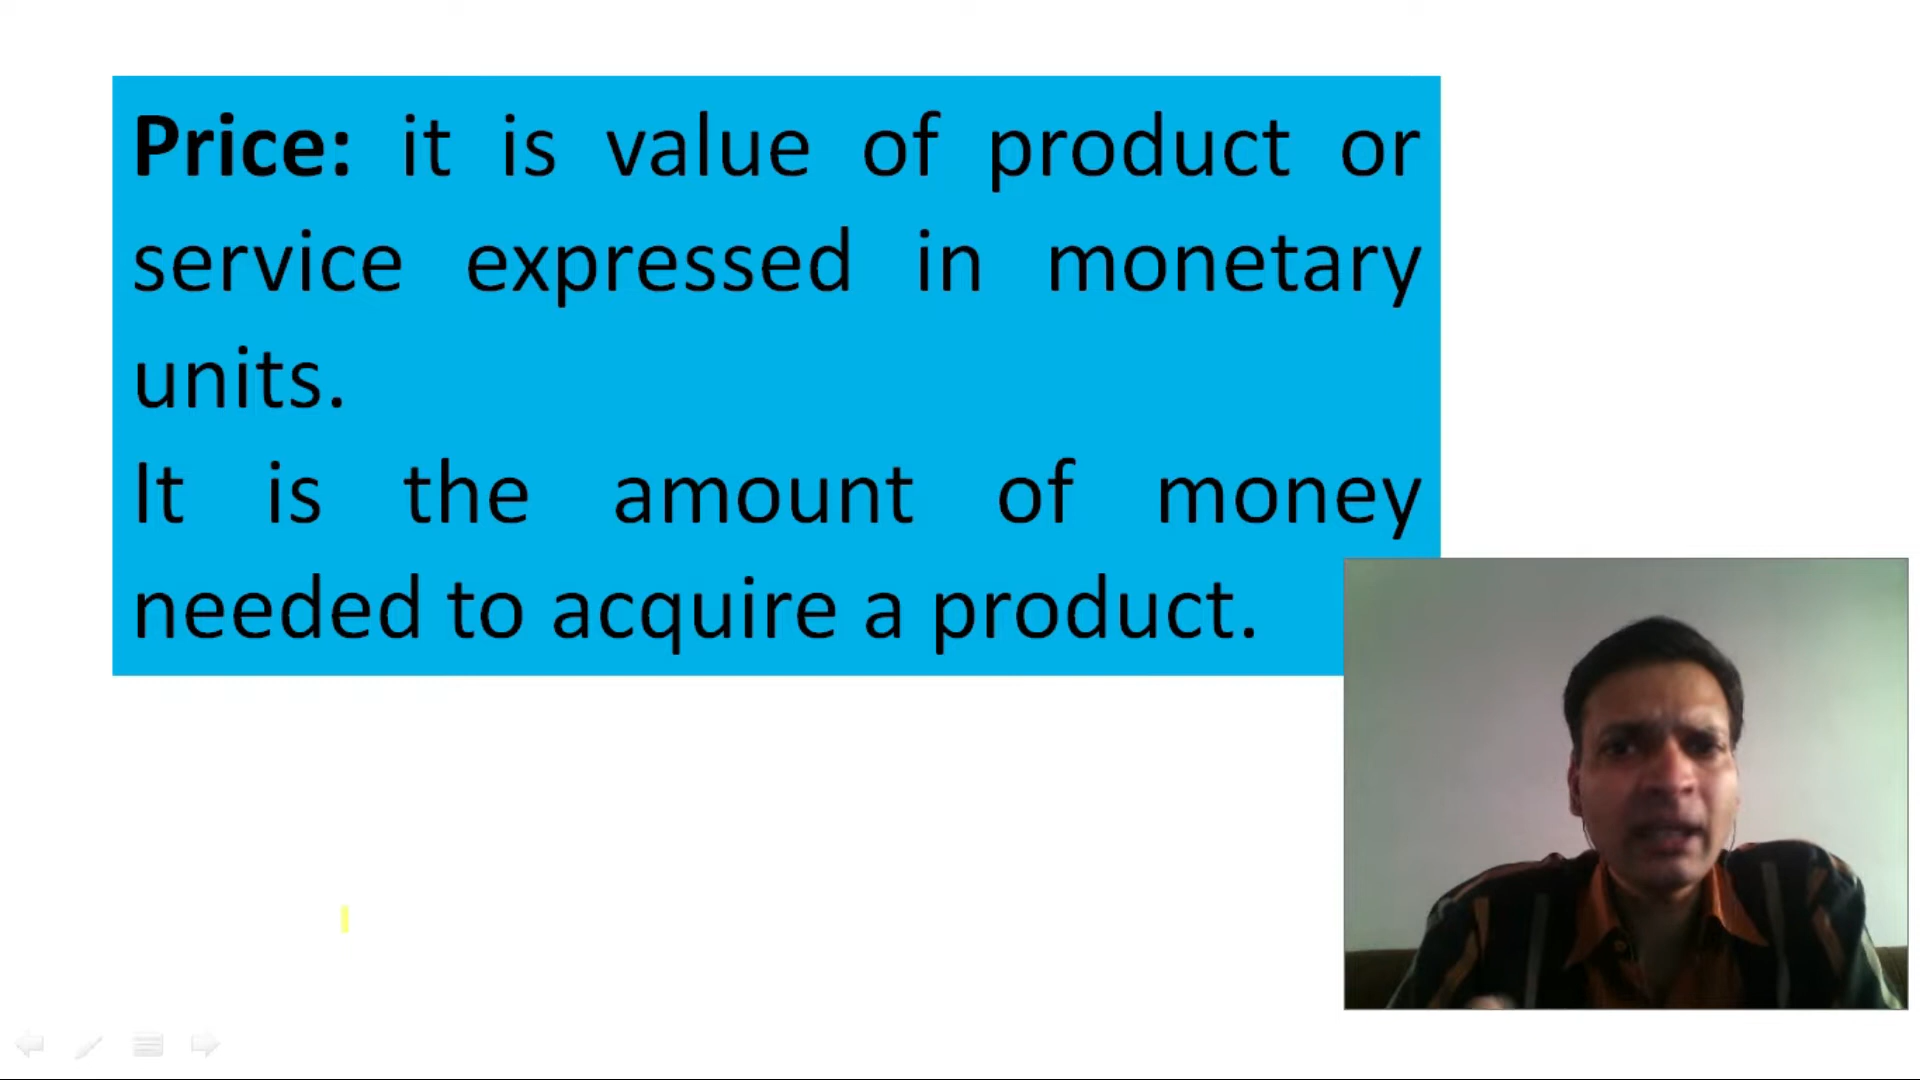 Price: it is value of product or
service expressed in monetary
units.
It is the amount of money
needed to acquire a product.